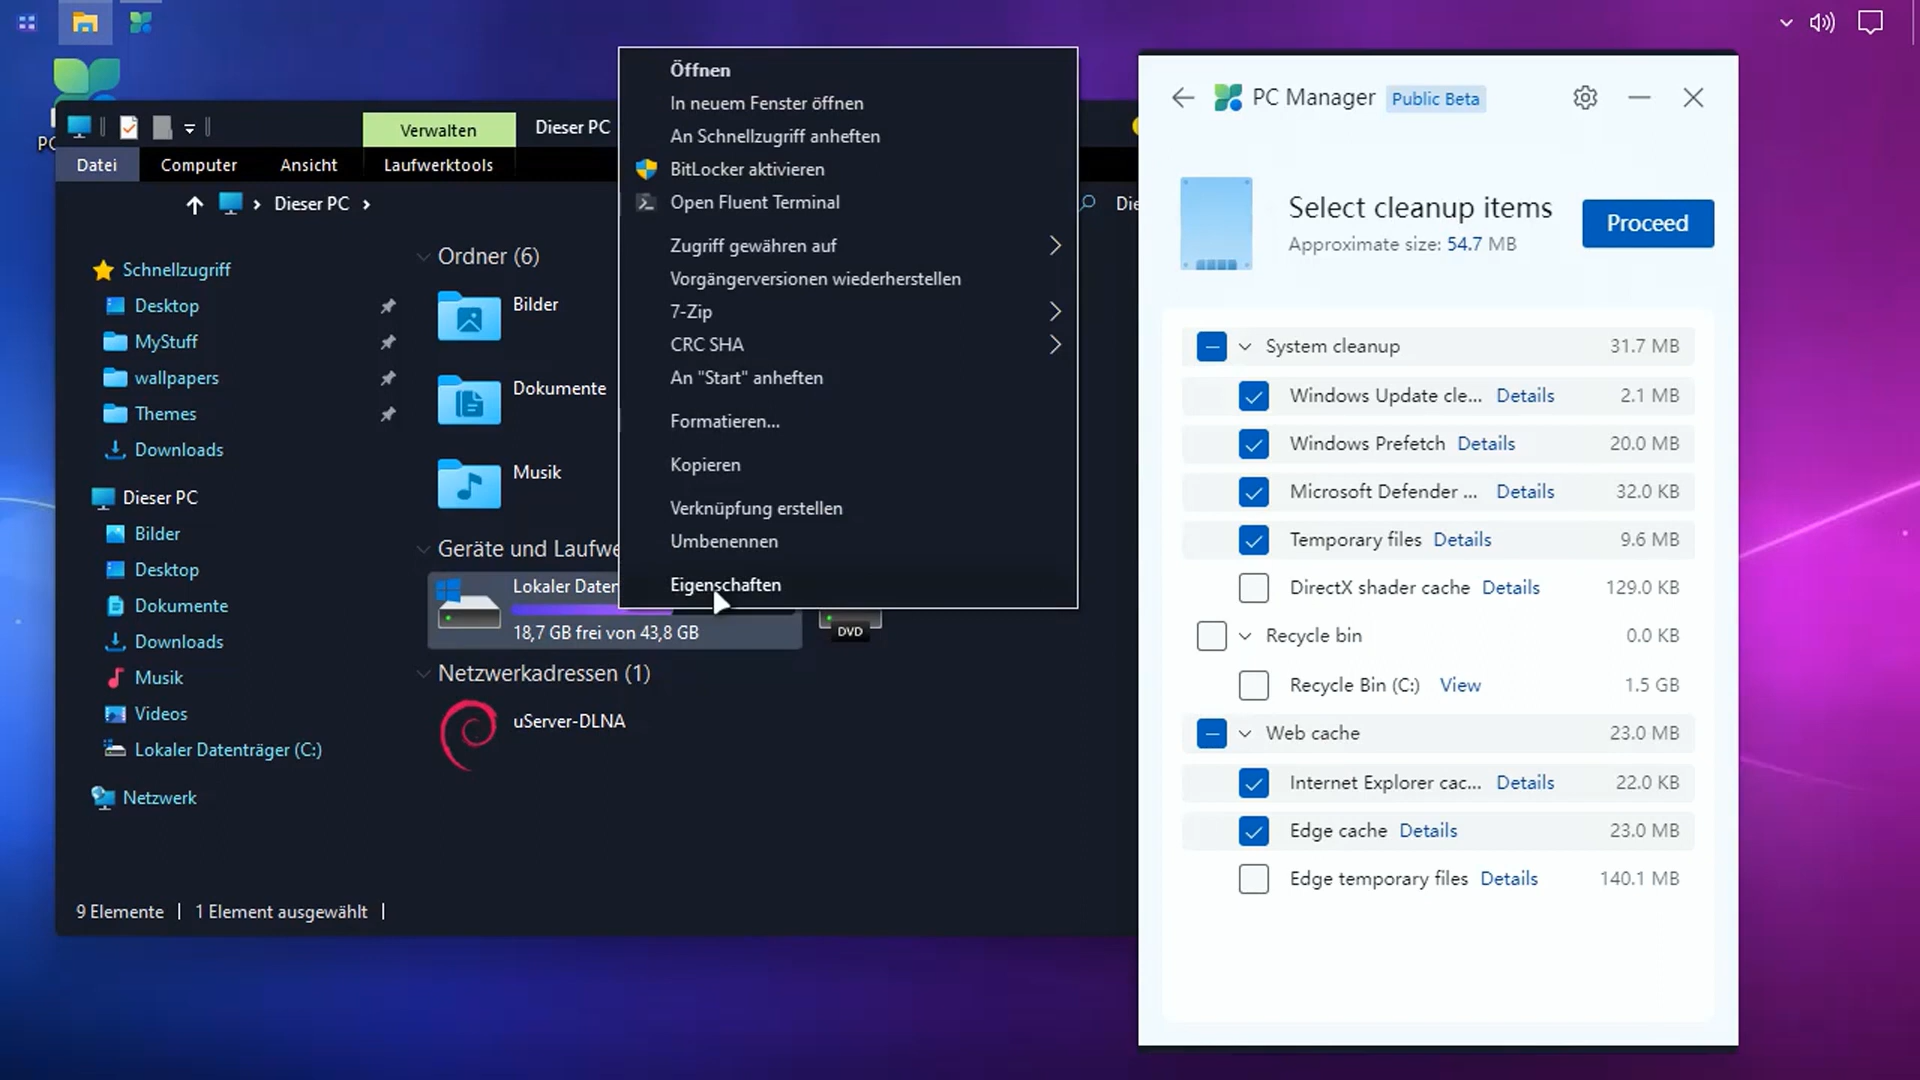 PC
Verwalten
Dieser PC
Datei
Computer
Ansicht
Laufwerktools
Dieser PC
Die
Schnellzugriff
Desktop
MyStuff
wallpapers
Themes
Downloads
Dieser PC
Bilder
Desktop
Dokumente
Downloads
Musik
Videos
Lokaler Datenträger (C:)
Netzwerk
Ordner (6)
Bilder
Dokumente
Musik
Geräte und Laufwe
Lokaler Daten
18,7 GB frei von 43,8 GB
DVD
Netzwerkadressen (1)
uServer-DLNA
9 Elemente
1 Element ausgewählt
Öffnen
In neuem Fenster öffnen
An Schnellzugriff anheften
BitLocker aktivieren
Open Fluent Terminal
Zugriff gewähren auf
Vorgängerversionen wiederherstellen
7-Zip
CRC SHA
An "Start" anheften
Formatieren...
Kopieren
Verknüpfung erstellen
Umbenennen
Eigenschaften
PC Manager Public Beta
Select cleanup items
Approximate size: 54.7 MB
Proceed
System cleanup 31.7 MB
Windows Update cle... Details 2.1 MB
Windows Prefetch Details 20.0 MB
Microsoft Defender ... Details 32.0 KB
Temporary files Details 9.6 MB
DirectX shader cache Details 129.0 KB
Recycle bin 0.0 KB
Recycle Bin (C:) View 1.5 GB
Web cache 23.0 MB
Internet Explorer cac... Details 22.0 KB
Edge cache Details 23.0 MB
Edge temporary files Details 140.1 MB